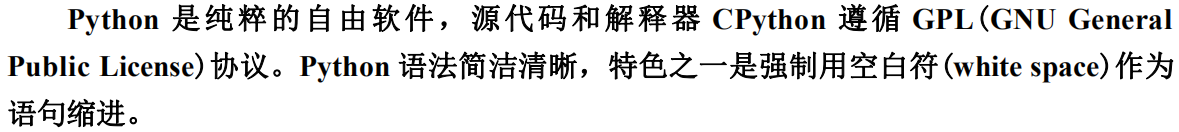 Python 是纯粹的自由软件，源代码和解释器 CPython 遵循 GPL(GNU General
Public License)协议。Python 语法简洁清晰，特色之一是强制用空白符(white space)作为
语句缩进。